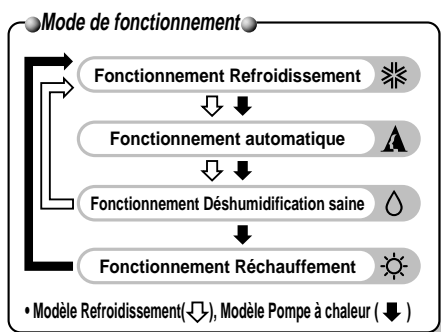 Mode de fonctionnement
Fonctionnement Refroidissement
Fonctionnement automatique
Fonctionnement Déshumidification saine
Fonctionnement Réchauffement
• Modèle Refroidissement( ), Modèle Pompe à chaleur ( )